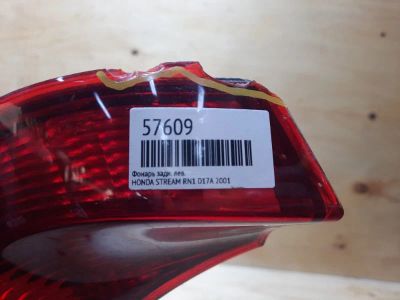 57609
Фонарь задн. лев.
HONDA STREAM RN1 D17A 2001